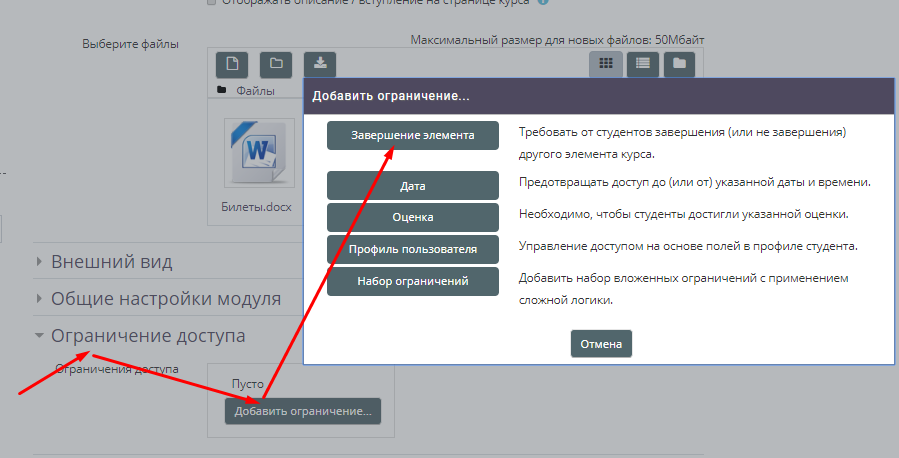 Отображать описание / вступление на странице курса
Выберите файлы
Максимальный размер для новых файлов: 50Мбайт
Файлы
Билеты.docx
Добавить ограничение...
Завершение элемента
Требовать от студентов завершения (или не завершения)
другого элемента курса.
Дата
Предотвращать доступ до (или от) указанной даты и времени.
Оценка
Необходимо, чтобы студенты достигли указанной оценки.
Профиль пользователя
Управление доступом на основе полей в профиле студента.
Набор ограничений
Добавить набор вложенных ограничений с применением
сложной логики.
Отмена
Внешний вид
Общие настройки модуля
Ограничение доступа
Ограничения доступа
Пусто
Добавить ограничение...